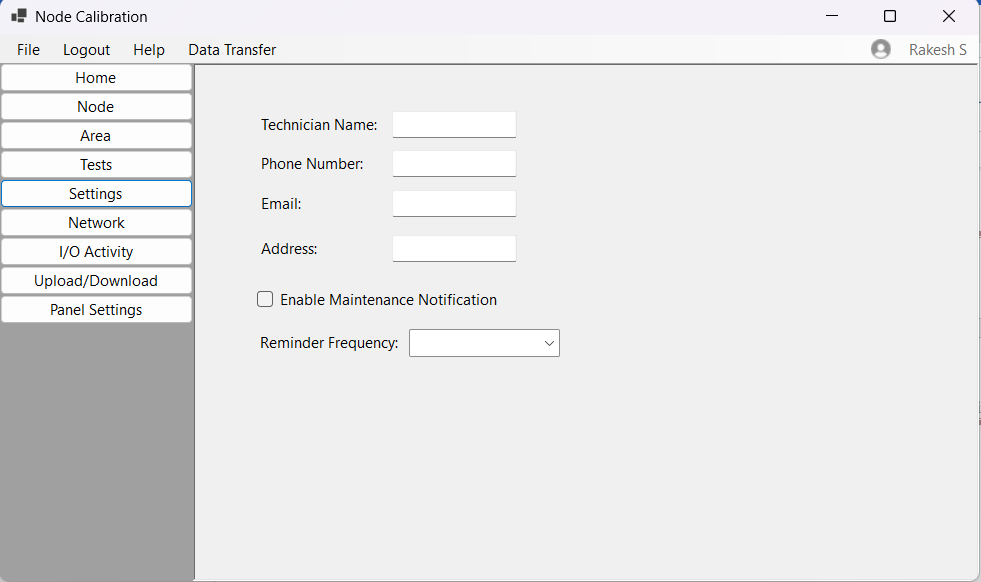 Node Calibration
File Logout Help Data Transfer Rakesh S
Home
Node
Area
Tests
Settings
Network
I/O Activity
Upload/Download
Panel Settings
Technician Name:
Phone Number:
Email:
Address:
Enable Maintenance Notification
Reminder Frequency: